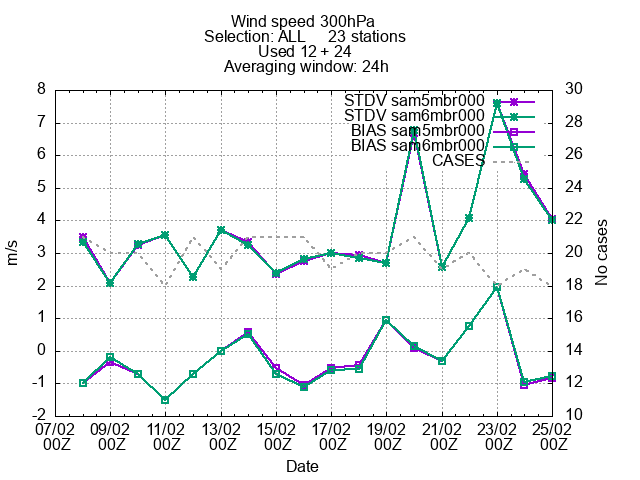 Wind speed 300hPa
Selection: ALL 23 stations
Used 12 + 24
Averaging window: 24h
STDV sam5mbr000
STDV sam6mbr000
BIAS sam5mbr000
BIAS sam6mbr000
CASES
8
7
6
5
4
3
2
1
0
-1
-2
m/s
30
28
26
24
22
20
18
16
14
12
10
No cases
07/02 09/02 11/02 13/02 15/02 17/02 19/02 21/02 23/02 25/02
00Z 00Z 00Z 00Z 00Z 00Z 00Z 00Z 00Z 00Z
Date